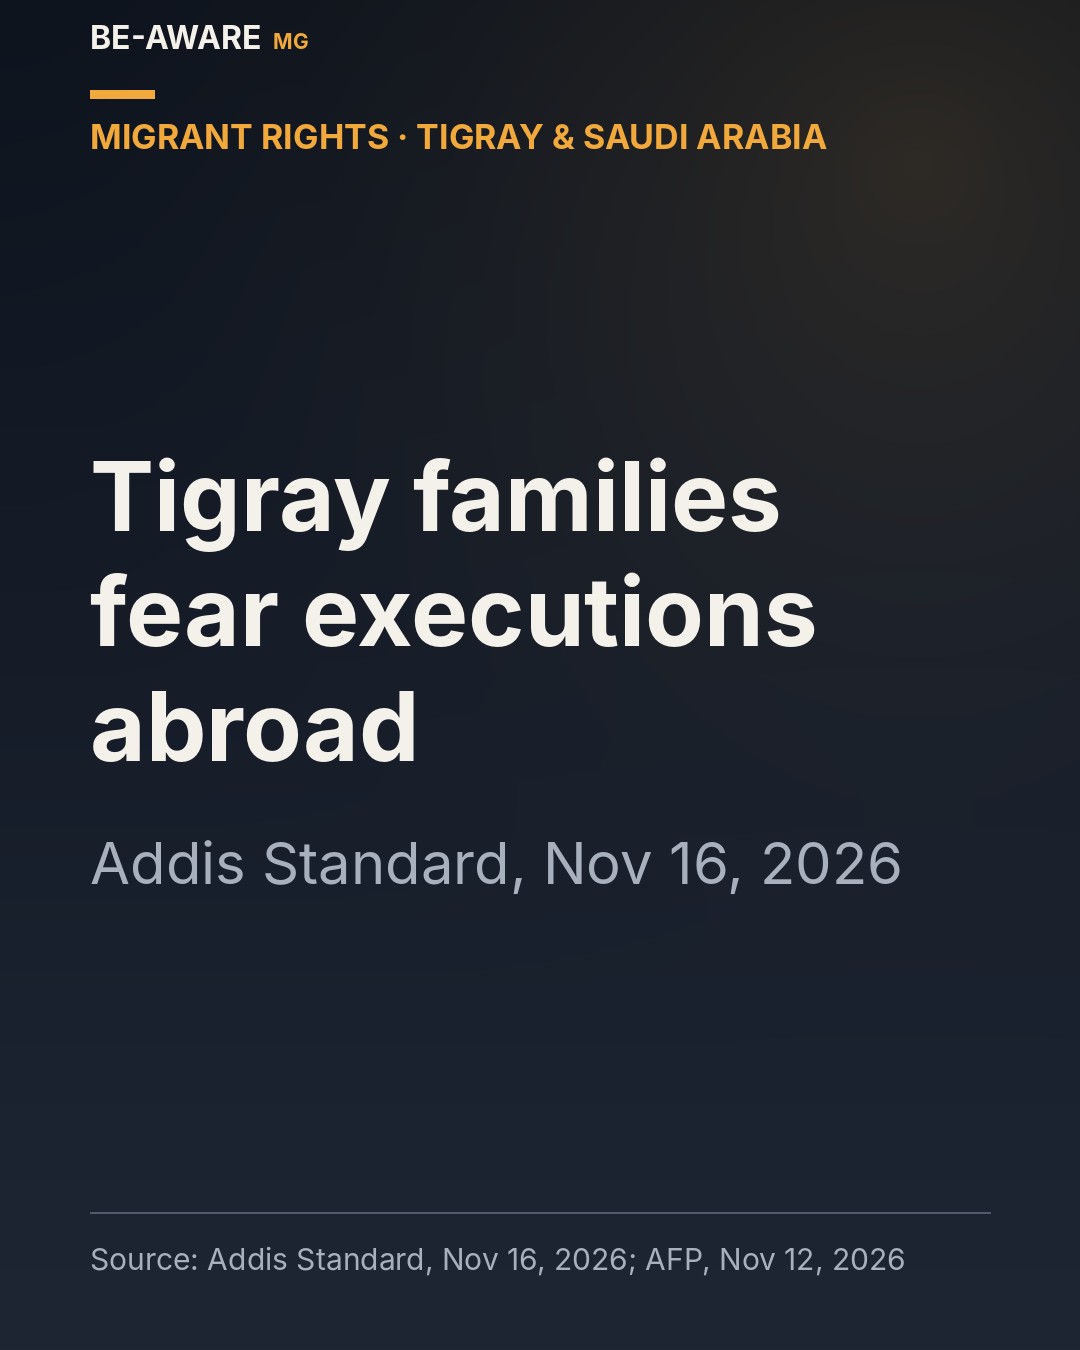 BE-AWARE MG
MIGRANT RIGHTS · TIGRAY & SAUDI ARABIA
Tigray families
fear executions
abroad
Addis Standard, Nov 16, 2026
Source: Addis Standard, Nov 16, 2026; AFP, Nov 12, 2026